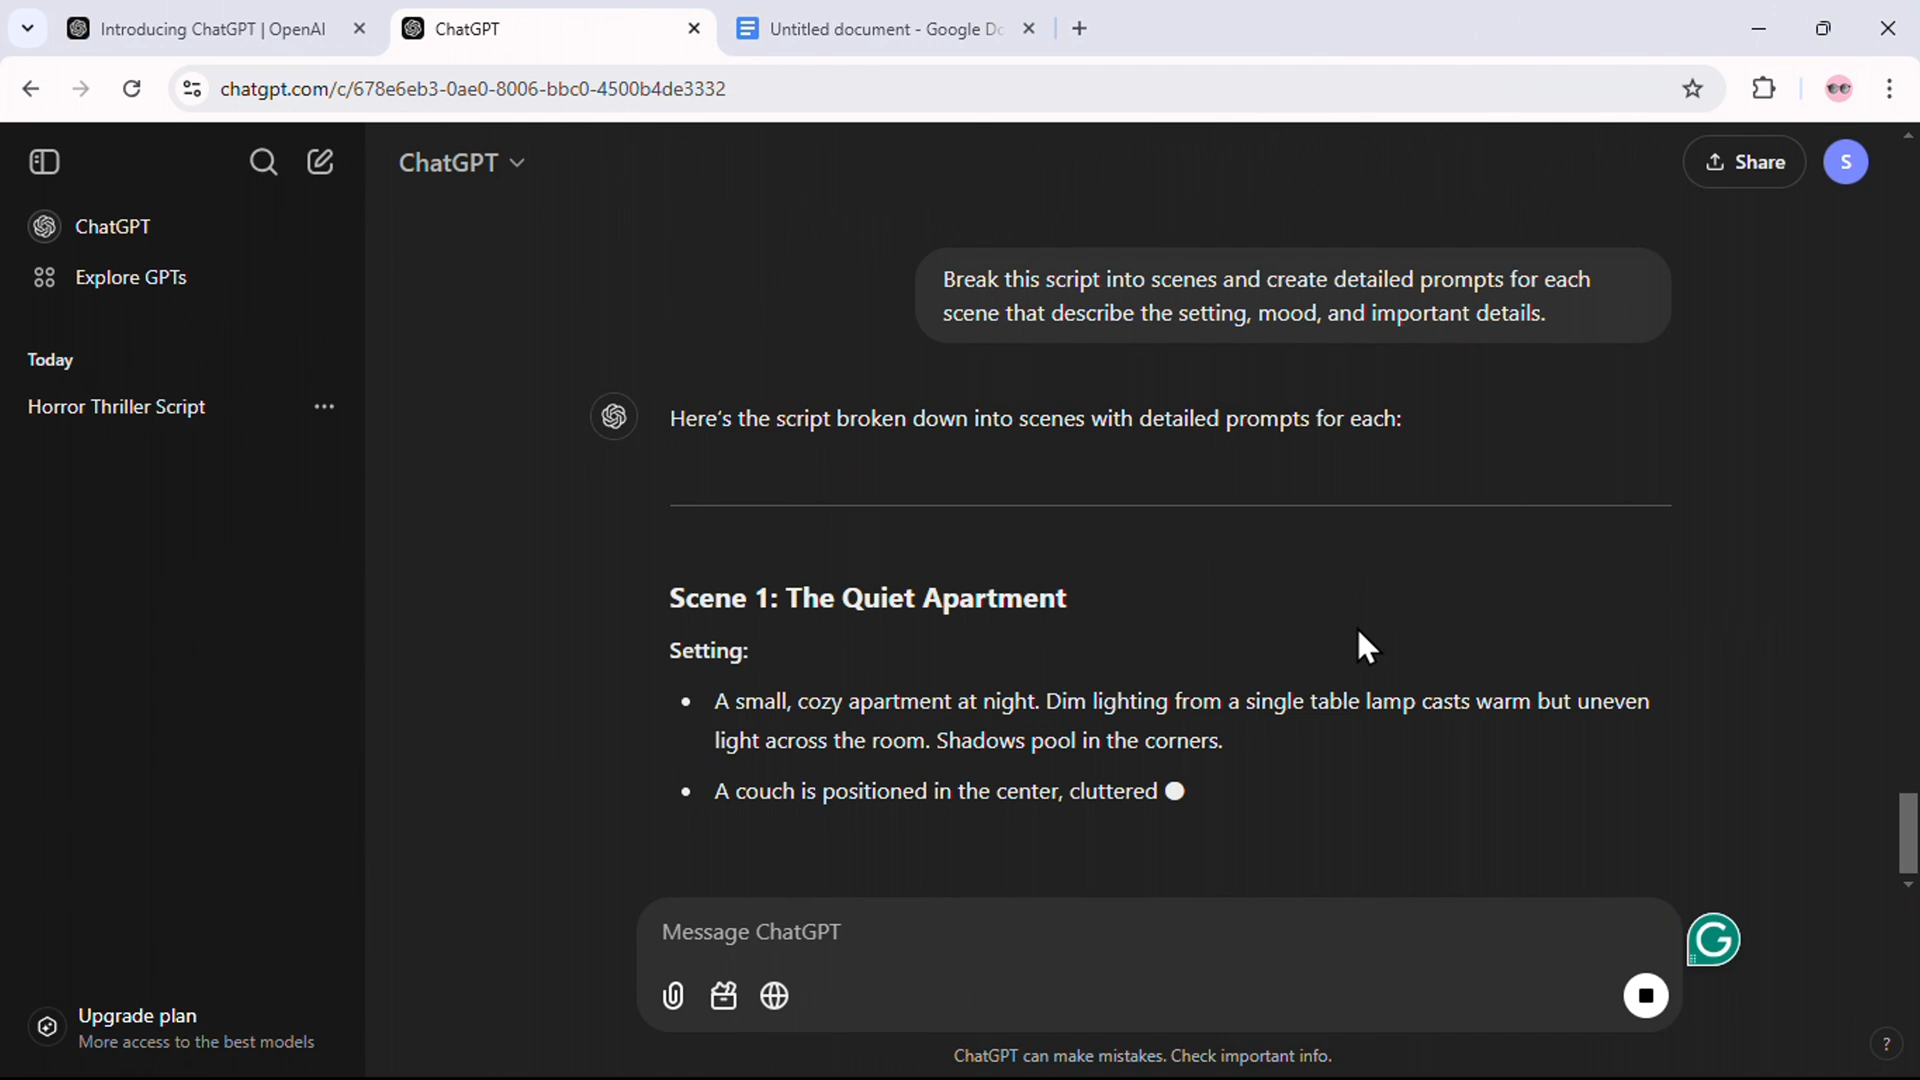 Introducing ChatGPT | OpenAI
ChatGPT
Untitled document - Google Do
chatgpt.com/c/678e6eb3-0ae0-8006-bbc0-4500b4de3332
ChatGPT
Share
S
ChatGPT
Explore GPTs
Today
Horror Thriller Script
Break this script into scenes and create detailed prompts for each
scene that describe the setting, mood, and important details.
Here's the script broken down into scenes with detailed prompts for each:
Scene 1: The Quiet Apartment
Setting:
• A small, cozy apartment at night. Dim lighting from a single table lamp casts warm but uneven
light across the room. Shadows pool in the corners.
• A couch is positioned in the center, cluttered
Message ChatGPT
G
Upgrade plan
More access to the best models
ChatGPT can make mistakes. Check important info.
?